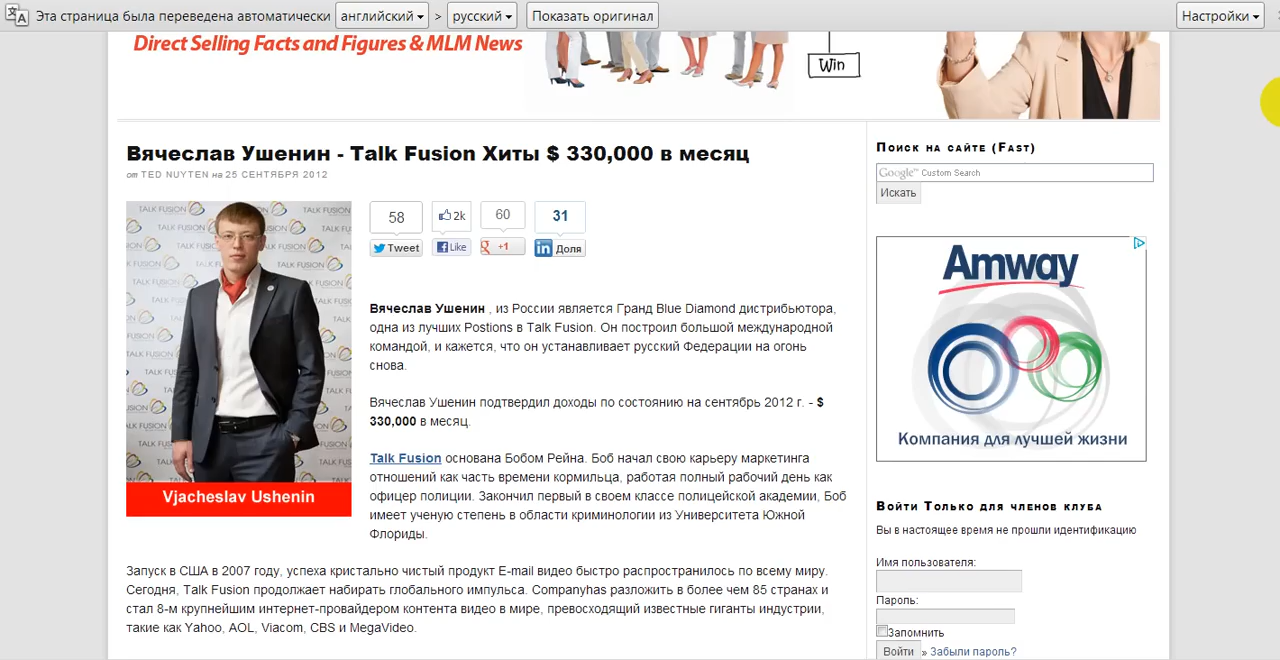 Эта страница была переведена автоматически английский > русский Показать оригинал Настройки
Direct Selling Facts and Figures & MLM News
Win
Вячеслав Ушенин - Talk Fusion Хиты $ 330,000 в месяц
от TED NUYTEN на 25 СЕНТЯБРЯ 2012
58 2k 60 31
Tweet Like +1 Доля
TALK FUSION
Vjacheslav Ushenin
Вячеслав Ушенин , из России является Гранд Blue Diamond дистрибьютора,
одна из лучших Postions в Talk Fusion. Он построил большой международной
командой, и кажется, что он устанавливает русский Федерации на огонь
снова.
Вячеслав Ушенин подтвердил доходы по состоянию на сентябрь 2012 г. - $
330,000 в месяц.
Talk Fusion основана Бобом Рейна. Боб начал свою карьеру маркетинга
отношений как часть времени кормильца, работая полный рабочий день как
офицер полиции. Закончил первый в своем классе полицейской академии, Боб
имеет ученую степень в области криминологии из Университета Южной
Флориды.
Запуск в США в 2007 году, успеха кристально чистый продукт E-mail видео быстро распространилось по всему миру.
Сегодня, Talk Fusion продолжает набирать глобального импульса. Companyhas разложить в более чем 85 странах и
стал 8-м крупнейшим интернет-провайдером контента видео в мире, превосходящий известные гиганты индустрии,
такие как Yahoo, AOL, Viacom, CBS и MegaVideo.
Поиск на сайте (Fast)
Google™ Custom Search
Искать
Amway
Компания для лучшей жизни
Войти Только для членов клуба
Вы в настоящее время не прошли идентификацию
Имя пользователя:
Пароль:
Запомнить
Войти » Забыли пароль?